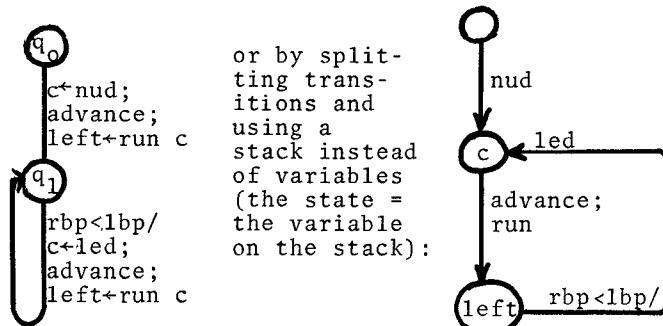 q0
c←nud;
advance;
left←run c
q1
rbp<lbp/
c←led;
advance;
left←run c
or by split-
ting trans-
itions and
using a
stack instead
of variables
(the state =
the variable
on the stack):
nud
c
led
advance;
run
left
rbp<lbp/